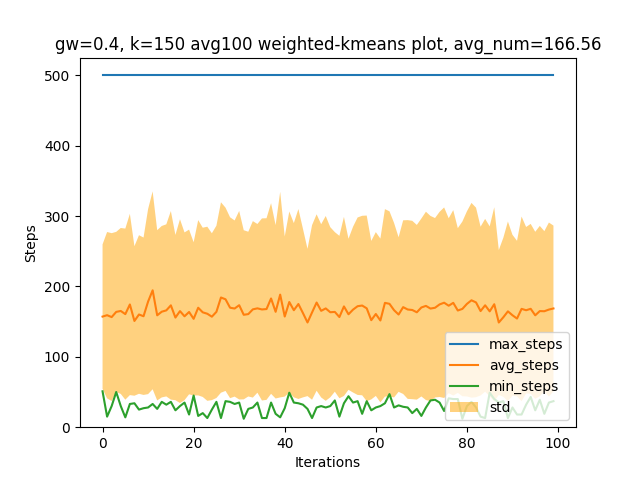 gw=0.4, k=150 avg100 weighted-kmeans plot, avg_num=166.56
500
400
300
200
100
0
Steps
max_steps
avg_steps
min_steps
std
0 20 40 60 80 100
Iterations